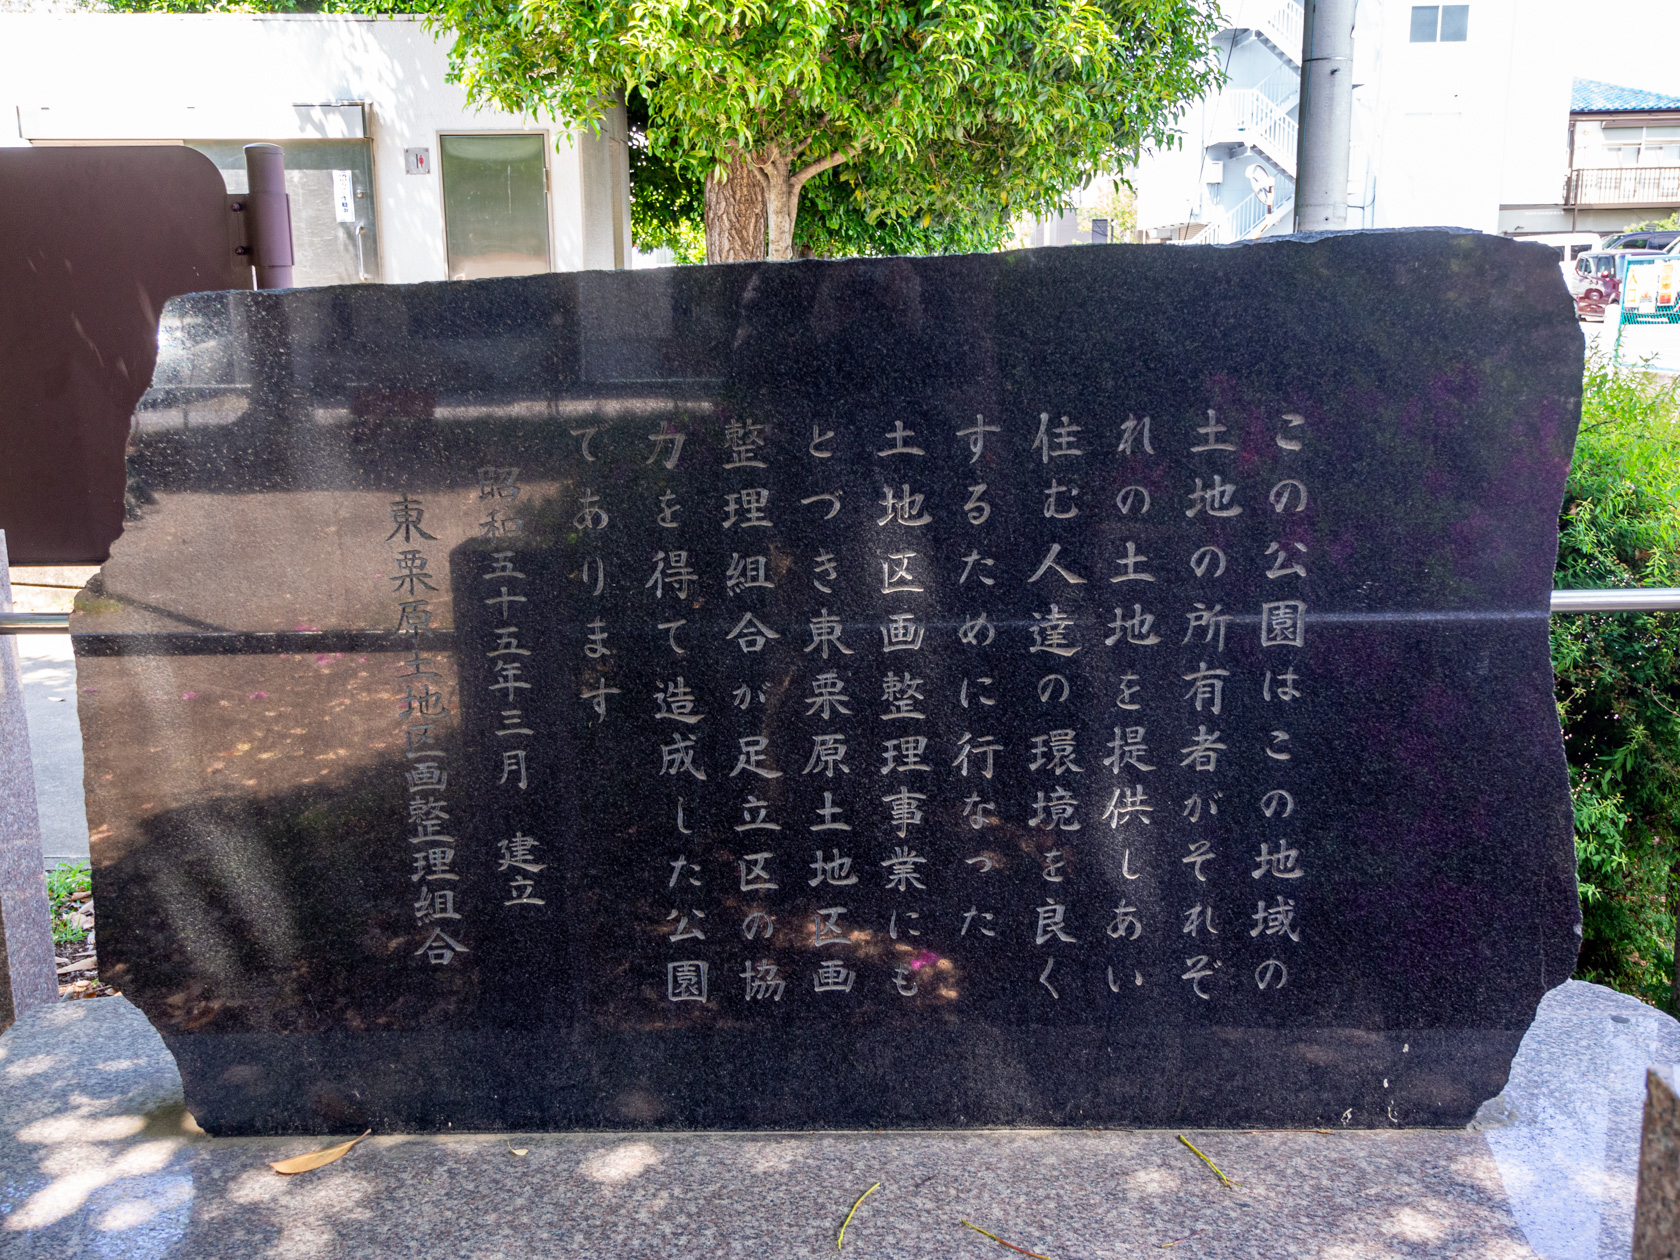 この公園はこの地域の
土地の所有者がそれぞ
れの土地を提供しあい
住む人達の環境を良く
するために行なった
土地区画整理事業にも
とづき東栗原土地区画
整理組合が足立区の協
力を得て造成した公園
であります
昭和五十五年三月　建立
東栗原土地区画整理組合